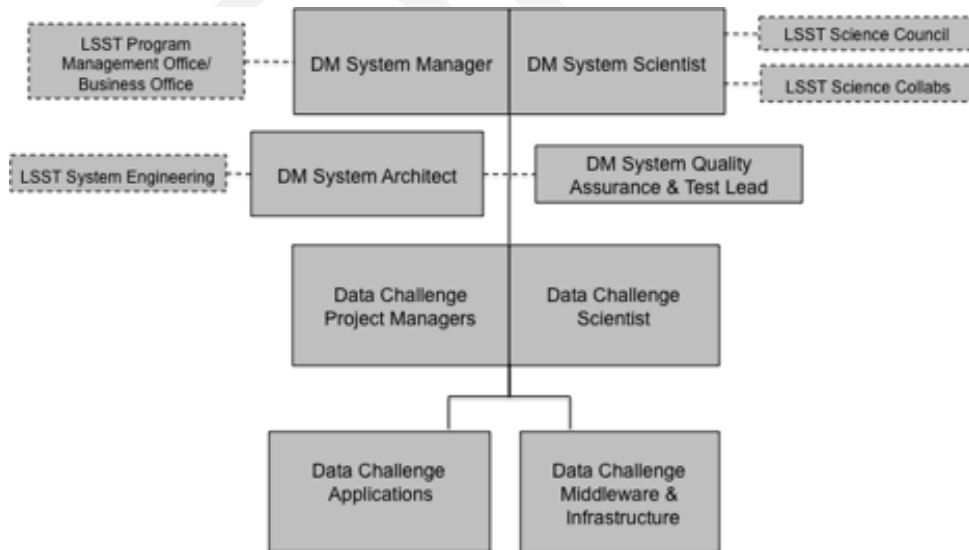 LSST Program
Management Office/
Business Office
DM System Manager
DM System Scientist
LSST Science Council
LSST Science Collabs
LSST System Engineering
DM System Architect
DM System Quality
Assurance & Test Lead
Data Challenge
Project Managers
Data Challenge
Scientist
Data Challenge
Applications
Data Challenge
Middleware &
Infrastructure